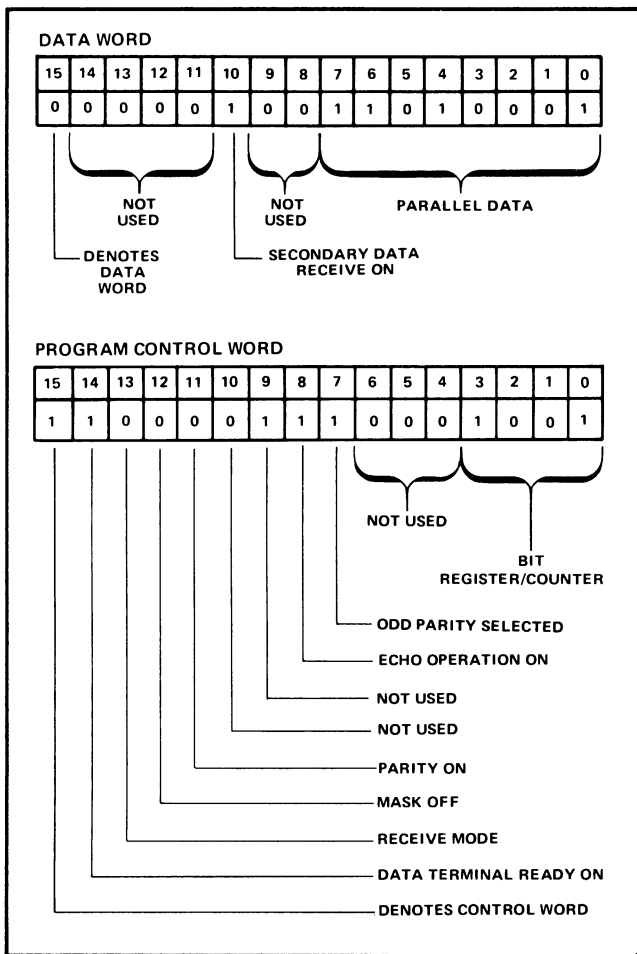 DATA WORD
15 14 13 12 11 10 9 8 7 6 5 4 3 2 1 0
0 0 0 0 0 1 0 0 1 1 0 1 0 0 0 1
NOT USED
NOT USED
PARALLEL DATA
DENOTES DATA WORD
SECONDARY DATA RECEIVE ON
PROGRAM CONTROL WORD
15 14 13 12 11 10 9 8 7 6 5 4 3 2 1 0
1 1 0 0 0 0 1 1 1 0 0 0 1 0 0 1
NOT USED
BIT REGISTER/COUNTER
ODD PARITY SELECTED
ECHO OPERATION ON
NOT USED
NOT USED
PARITY ON
MASK OFF
RECEIVE MODE
DATA TERMINAL READY ON
DENOTES CONTROL WORD